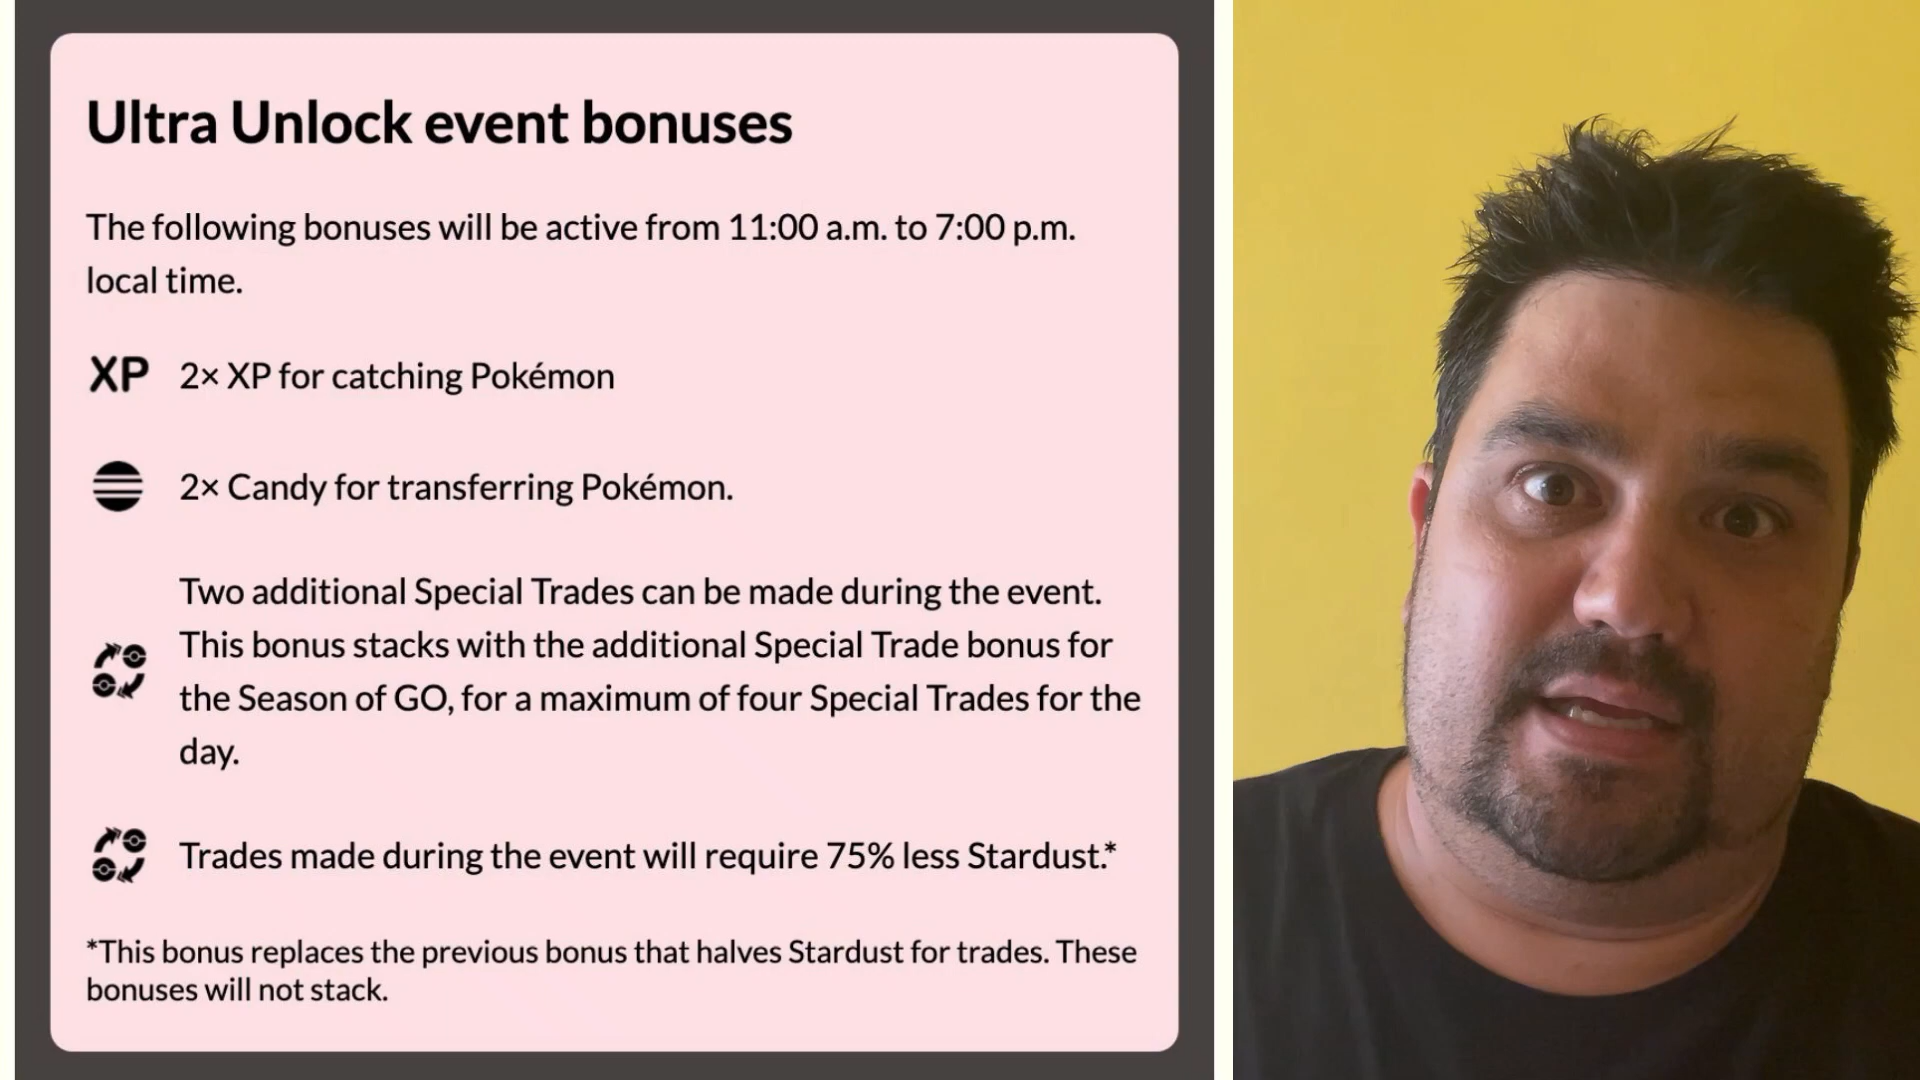 Ultra Unlock event bonuses
The following bonuses will be active from 11:00 a.m. to 7:00 p.m.
local time.
XP 2× XP for catching Pokémon
2× Candy for transferring Pokémon.
Two additional Special Trades can be made during the event.
This bonus stacks with the additional Special Trade bonus for
the Season of GO, for a maximum of four Special Trades for the
day.
Trades made during the event will require 75% less Stardust.*
*This bonus replaces the previous bonus that halves Stardust for trades. These
bonuses will not stack.